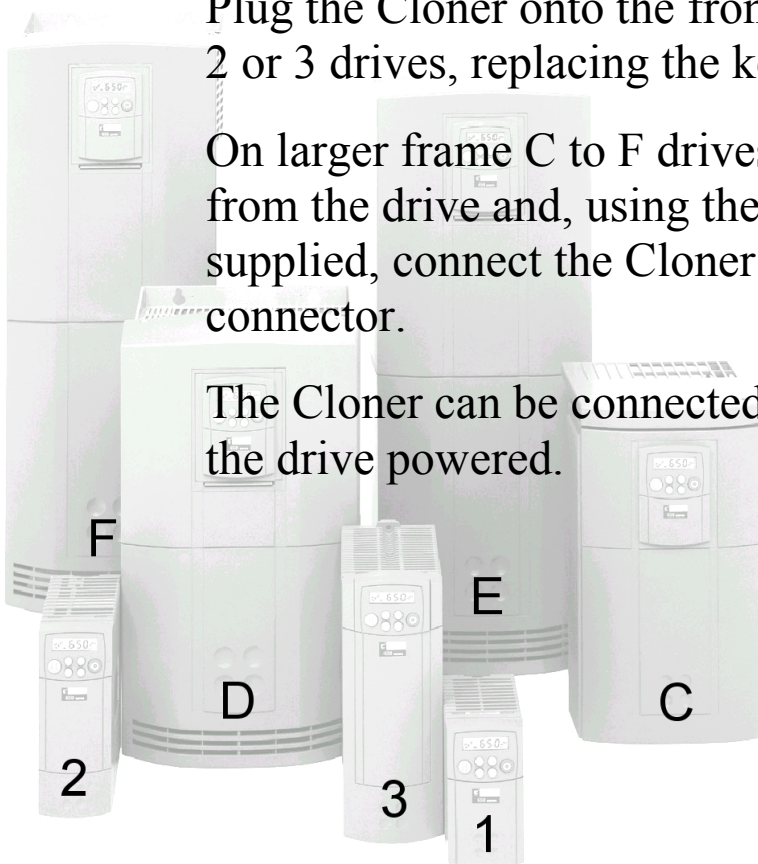 Plug the Cloner onto the fron
2 or 3 drives, replacing the k
On larger frame C to F drives
from the drive and, using the
supplied, connect the Cloner
connector.
The Cloner can be connected
the drive powered.
F
E
D
C
2
3
1